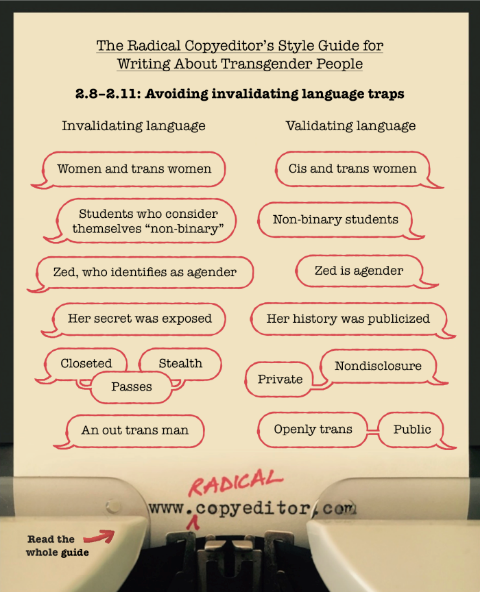 The Radical Copyeditor's Style Guide for
Writing About Transgender People
2.8–2.11: Avoiding invalidating language traps
Invalidating language
Validating language
Women and trans women
Cis and trans women
Students who consider
themselves "non-binary"
Non-binary students
Zed, who identifies as agender
Zed is agender
Her secret was exposed
Her history was publicized
Closeted
Stealth
Passes
Private
Nondisclosure
An out trans man
Openly trans
Public
RADICAL
www.copyeditor.com
Read the
whole guide